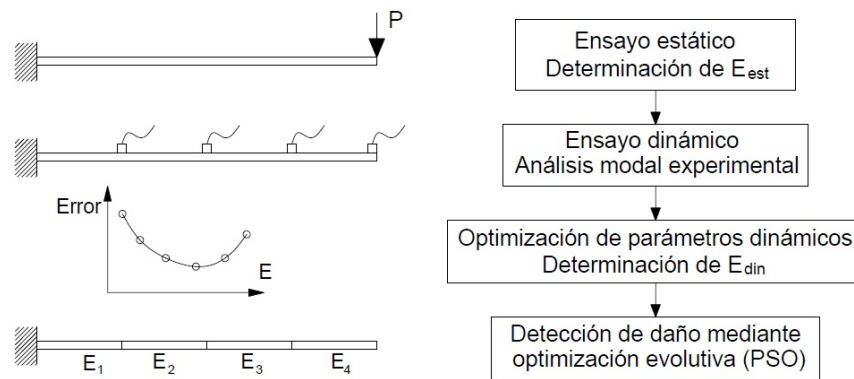 P
Error
E
E1 E2 E3 E4
Ensayo estático
Determinación de Eest
Ensayo dinámico
Análisis modal experimental
Optimización de parámetros dinámicos
Determinación de Edin
Detección de daño mediante
optimización evolutiva (PSO)